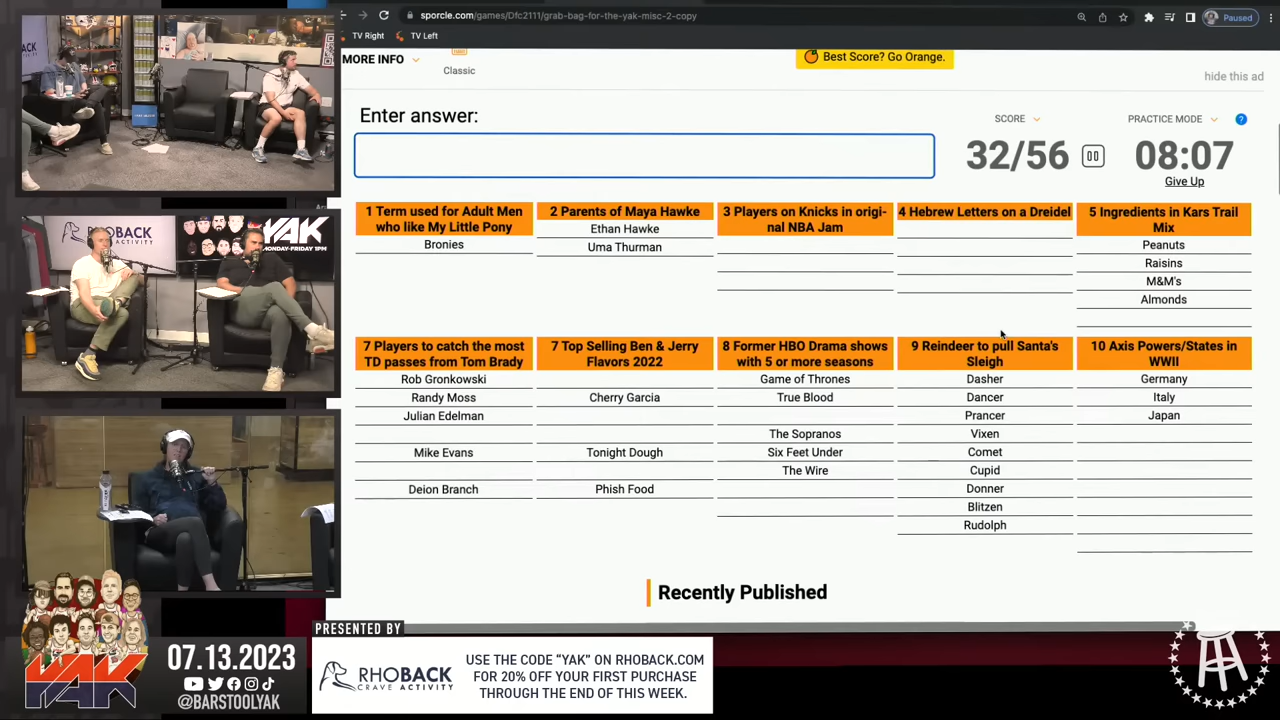 sporcle.com/games/Dfc2111/grab-bag-for-the-yak-misc-2-copy
Paused
TV Right
TV Left
MORE INFO
Classic
Best Score? Go Orange.
hide this ad
Enter answer:
SCORE
32/56
PRACTICE MODE
?
08:07
Give Up
1 Term used for Adult Men
who like My Little Pony
Bronies
2 Parents of Maya Hawke
Ethan Hawke
Uma Thurman
3 Players on Knicks in origi-
nal NBA Jam
4 Hebrew Letters on a Dreidel
5 Ingredients in Kars Trail
Mix
Peanuts
Raisins
M&M's
Almonds
7 Players to catch the most
TD passes from Tom Brady
Rob Gronkowski
Randy Moss
Julian Edelman
Mike Evans
Deion Branch
7 Top Selling Ben & Jerry
Flavors 2022
Cherry Garcia
Tonight Dough
Phish Food
8 Former HBO Drama shows
with 5 or more seasons
Game of Thrones
True Blood
The Sopranos
Six Feet Under
The Wire
9 Reindeer to pull Santa's
Sleigh
Dasher
Dancer
Prancer
Vixen
Comet
Cupid
Donner
Blitzen
Rudolph
10 Axis Powers/States in
WWII
Germany
Italy
Japan
Recently Published
RHOBACK
ACTIVITY
YAK
MONDAY-FRIDAY 1PM
YAK
07.13.2023
@BARSTOOLYAK
PRESENTED BY
RHOBACK
CRAVE ACTIVITY
USE THE CODE “YAK” ON RHOBACK.COM
FOR 20% OFF YOUR FIRST PURCHASE
THROUGH THE END OF THIS WEEK.